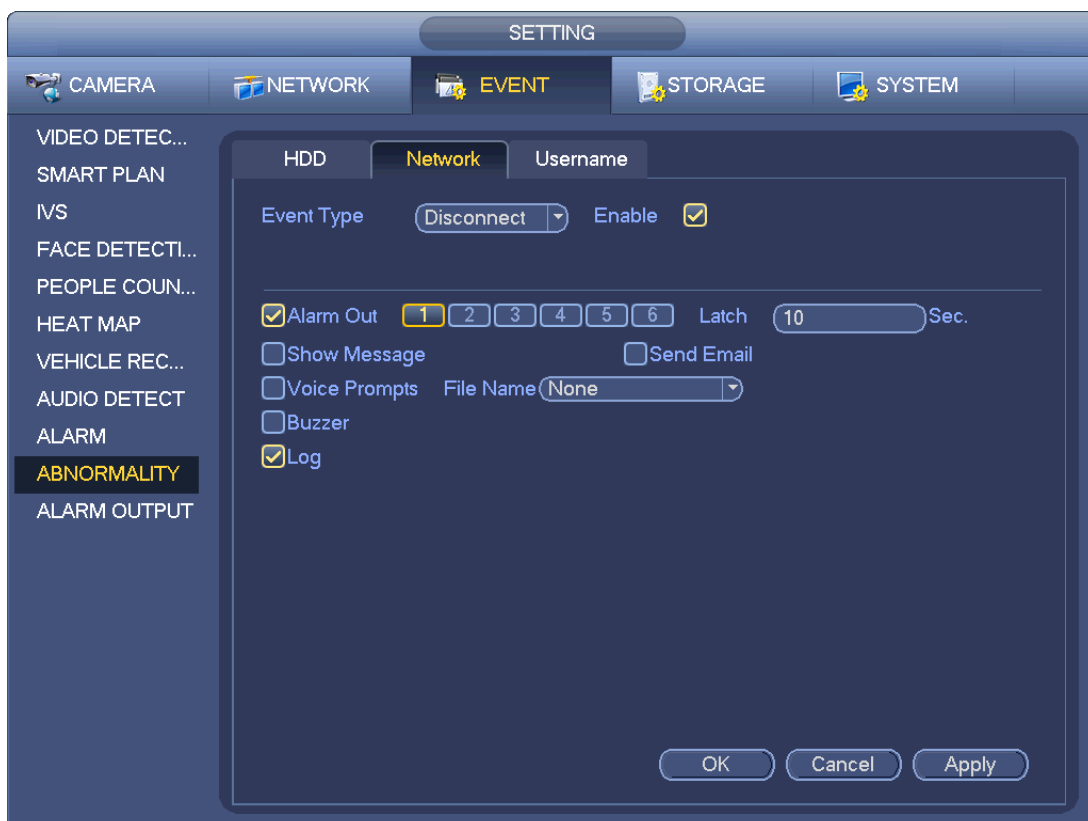 SETTING
CAMERA NETWORK EVENT STORAGE SYSTEM
VIDEO DETEC...
SMART PLAN
IVS
FACE DETECTI...
PEOPLE COUN...
HEAT MAP
VEHICLE REC...
AUDIO DETECT
ALARM
ABNORMALITY
ALARM OUTPUT
HDD Network Username
Event Type Disconnect Enable
Alarm Out 1 2 3 4 5 6 Latch 10 Sec.
Show Message Send Email
Voice Prompts File Name None
Buzzer
Log
OK Cancel Apply